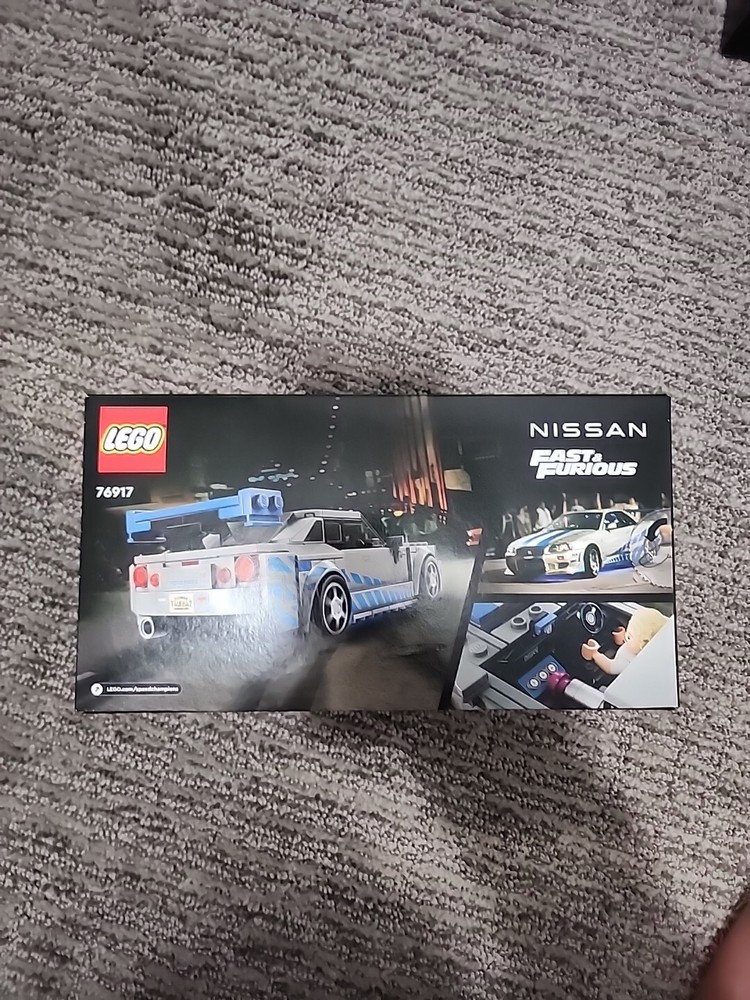 LEGO
76917
NISSAN
FAST &
FURIOUS
LEGO.com/speedchampions